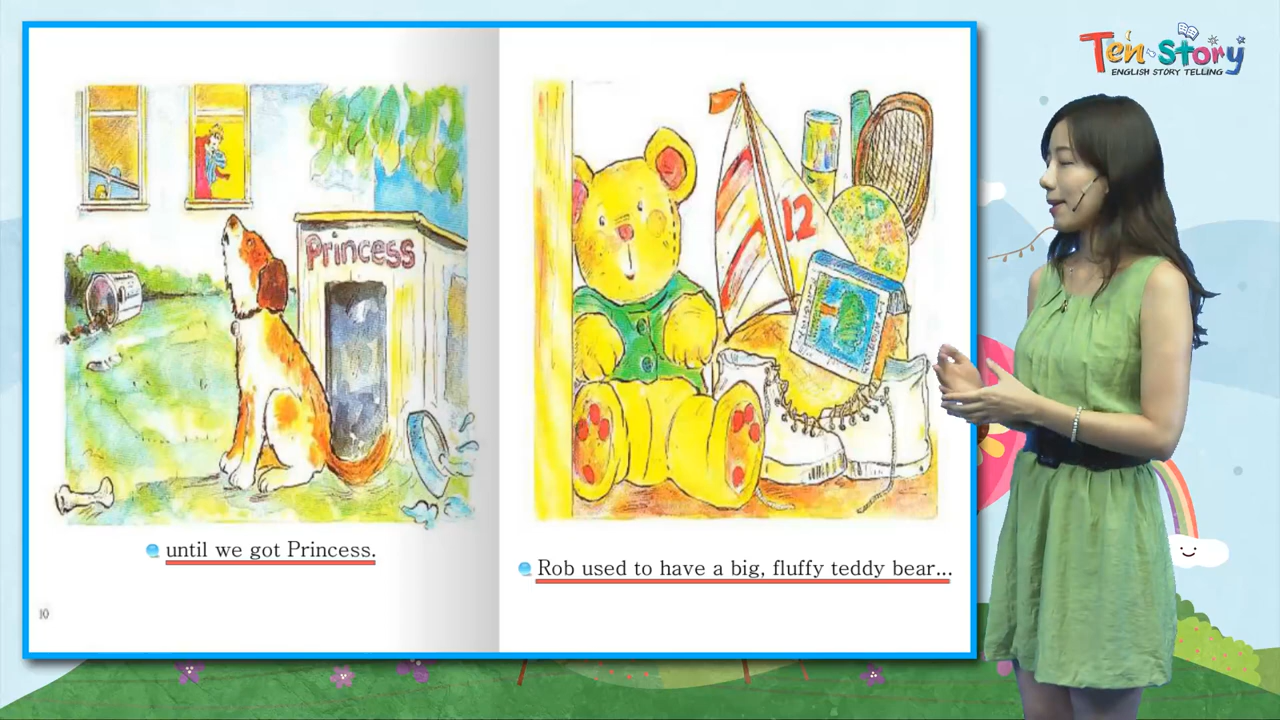 Princess
until we got Princess.
10
12
Rob used to have a big, fluffy teddy bear...
Ten Story
ENGLISH STORY TELLING